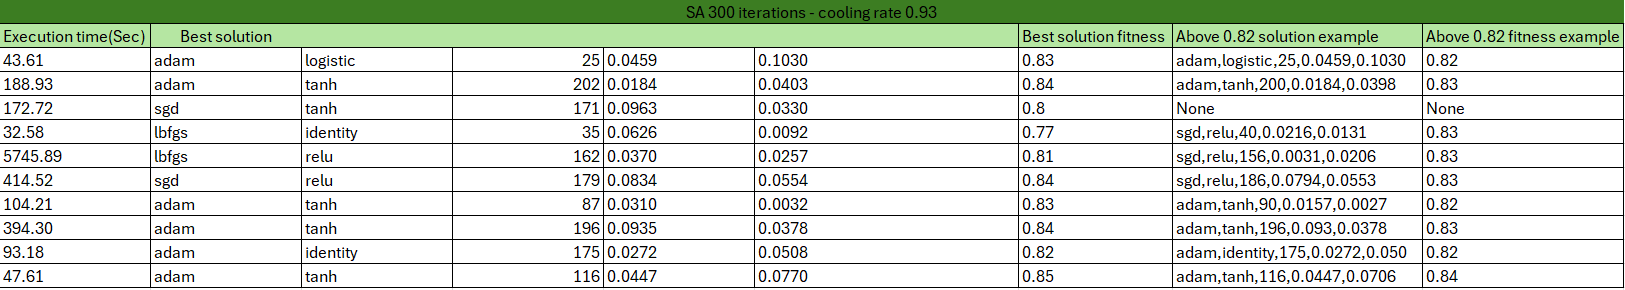 SA 300 iterations - cooling rate 0.93
Execution time(Sec) Best solution Best solution fitness Above 0.82 solution example Above 0.82 fitness example
43.61 adam logistic 25 0.0459 0.1030 0.83 adam,logistic,25,0.0459,0.1030 0.82
188.93 adam tanh 202 0.0184 0.0403 0.84 adam,tanh,200,0.0184,0.0398 0.83
172.72 sgd tanh 171 0.0963 0.0330 0.8 None None
32.58 lbfgs identity 35 0.0626 0.0092 0.77 sgd,relu,40,0.0216,0.0131 0.83
5745.89 lbfgs relu 162 0.0370 0.0257 0.81 sgd,relu,156,0.0031,0.0206 0.83
414.52 sgd relu 179 0.0834 0.0554 0.84 sgd,relu,186,0.0794,0.0553 0.83
104.21 adam tanh 87 0.0310 0.0032 0.83 adam,tanh,90,0.0157,0.0027 0.82
394.30 adam tanh 196 0.0935 0.0378 0.84 adam,tanh,196,0.093,0.0378 0.83
93.18 adam identity 175 0.0272 0.0508 0.82 adam,identity,175,0.0272,0.050 0.82
47.61 adam tanh 116 0.0447 0.0770 0.85 adam,tanh,116,0.0447,0.0706 0.84